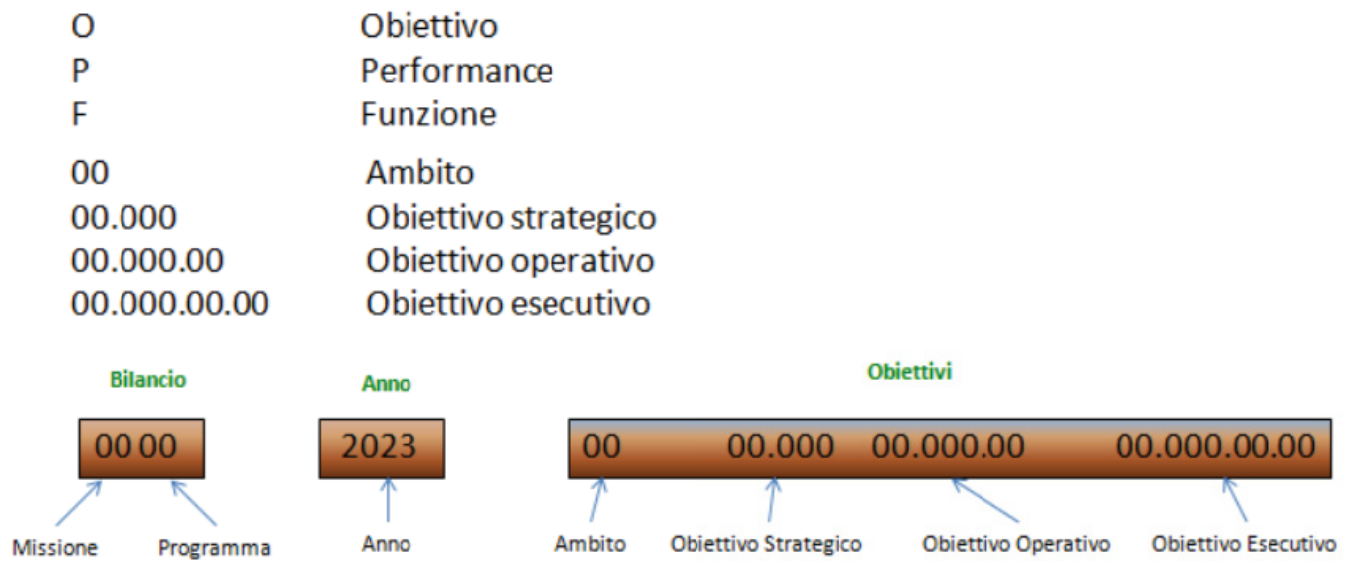 O Obiettivo
P Performance
F Funzione
00 Ambito
00.000 Obiettivo strategico
00.000.00 Obiettivo operativo
00.000.00.00 Obiettivo esecutivo
Bilancio Anno Obiettivi
00 00 2023 00 00.000 00.000.00 00.000.00.00
Missione Programma Anno Ambito Obiettivo Strategico Obiettivo Operativo Obiettivo Esecutivo